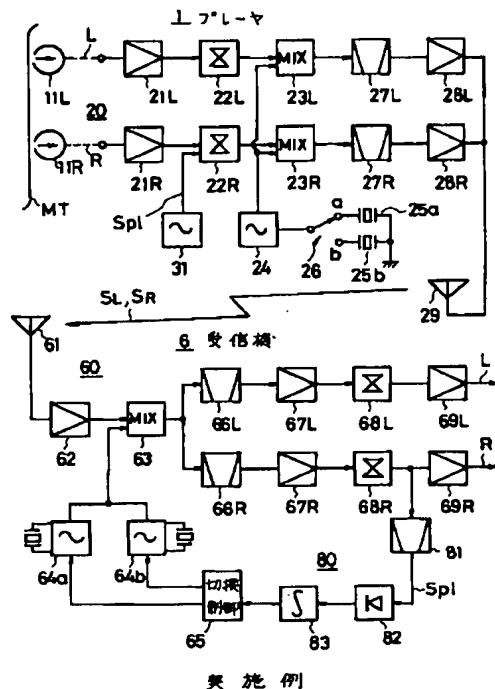 1 プレーヤ
L
MIX
11L
21L
22L
23L
27L
28L
20
R
MIX
11R
21R
22R
23R
27R
28R
MT
Spl
31
24
a
25a
26
b
25b
SL, SR
29
61
6 受信機
60
L
66L
67L
68L
69L
MIX
62
63
R
66R
67R
68R
69R
81
64a
64b
80
Spl
切換
制御
65
83
82
実施例